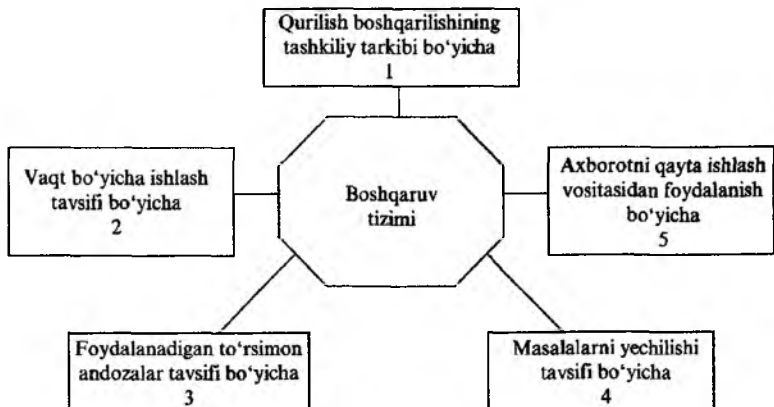 Qurilish boshqarilishining
tashkiliy tarkibi bo‘yicha
1
Vaqt bo‘yicha ishlash
tavsifi bo‘yicha
2
Boshqaruv
tizimi
Axborotni qayta ishlash
vositasidan foydalanish
bo‘yicha
5
Foydalanadigan to‘rsimon
andozalar tavsifi bo‘yicha
3
Masalalarni yechilishi
tavsifi bo‘yicha
4